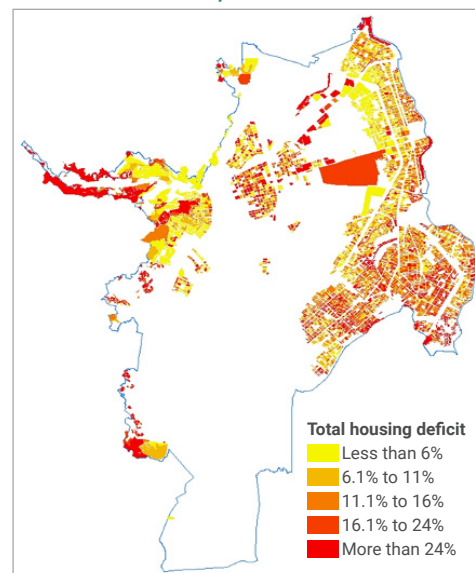 Total housing deficit
Less than 6%
6.1% to 11%
11.1% to 16%
16.1% to 24%
More than 24%